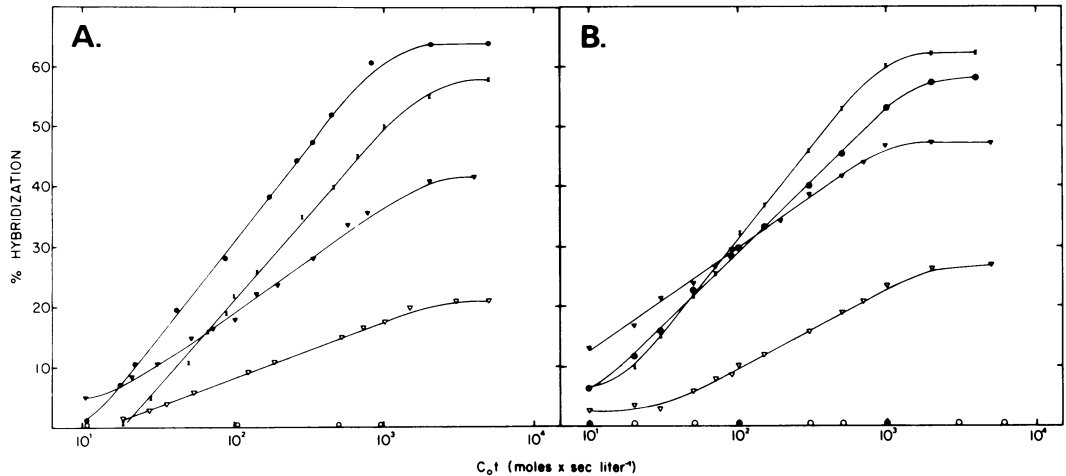 A.
B.
60
50
40
30
20
10
% HYBRIDIZATION
10¹ 10² 10³ 10⁴
10¹ 10² 10³ 10⁴
C₀t (moles x sec liter⁻¹)